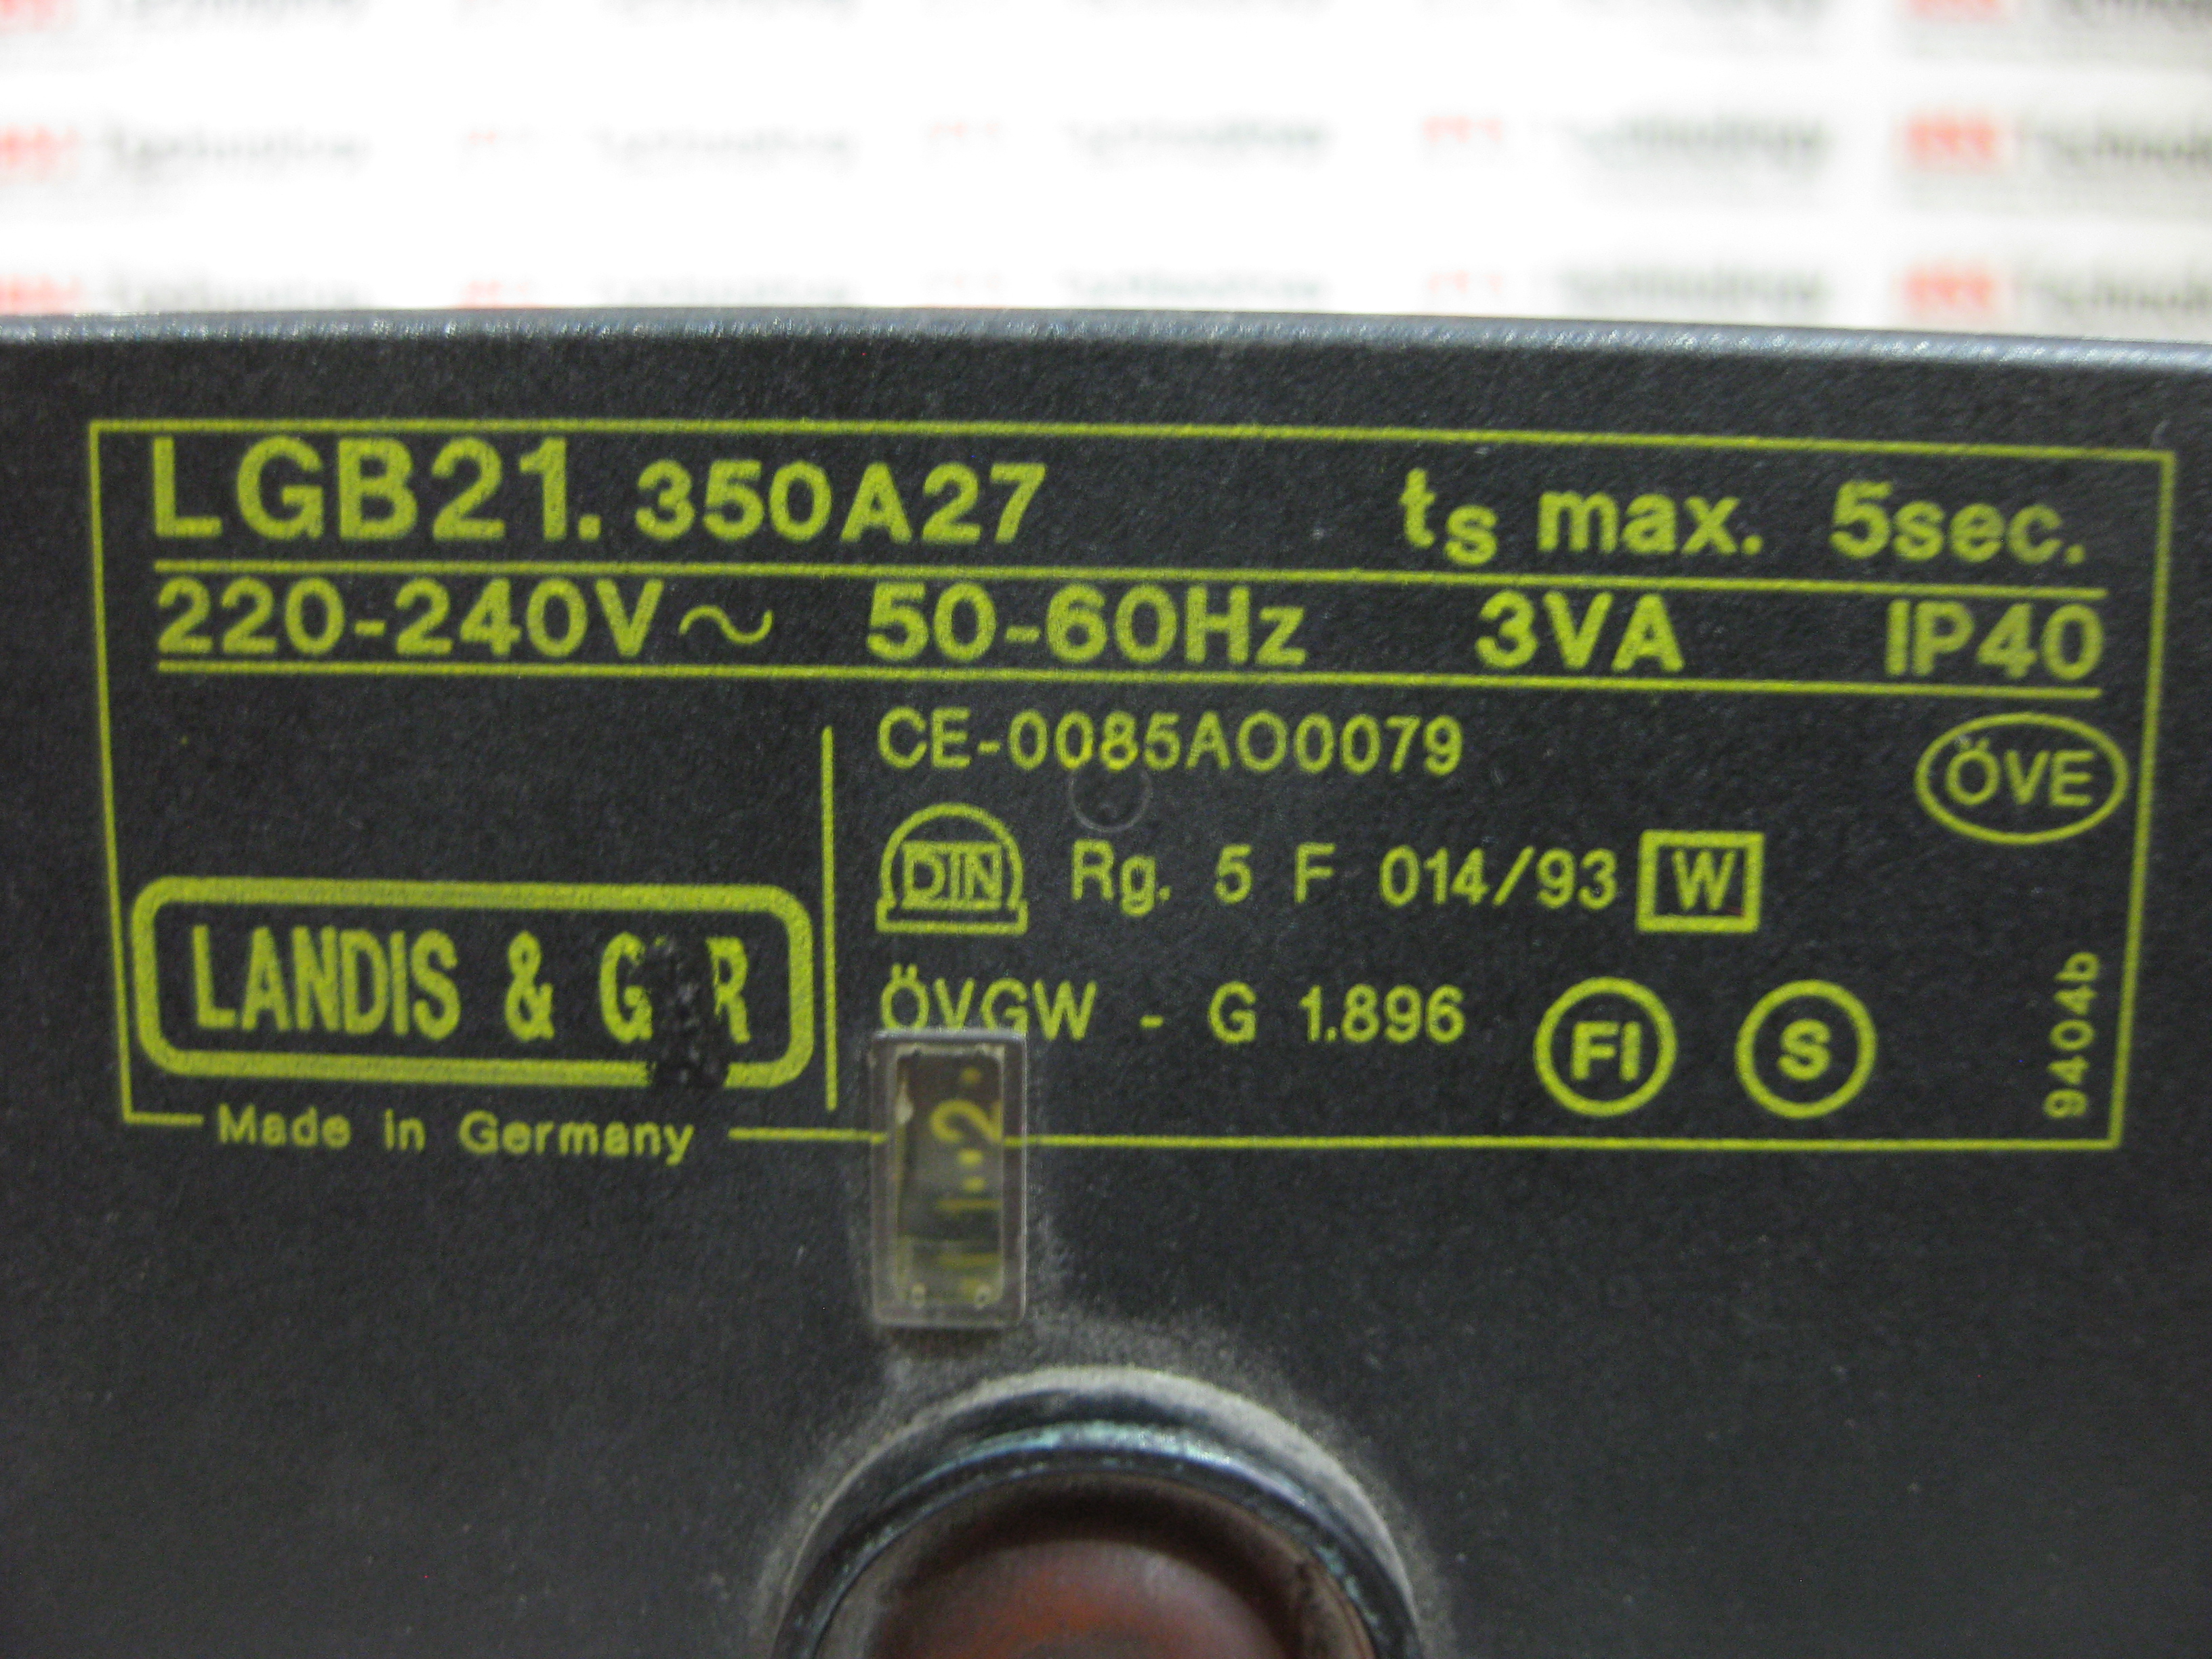 LGB21.350A27 ts max. 5sec.
220-240V~ 50-60Hz 3VA IP40
CE-0085AO0079
ÖVE
DIN Rg. 5 F 014/93 W
LANDIS & G R
ÖVGW - G 1.896 FI S
9404b
Made in Germany